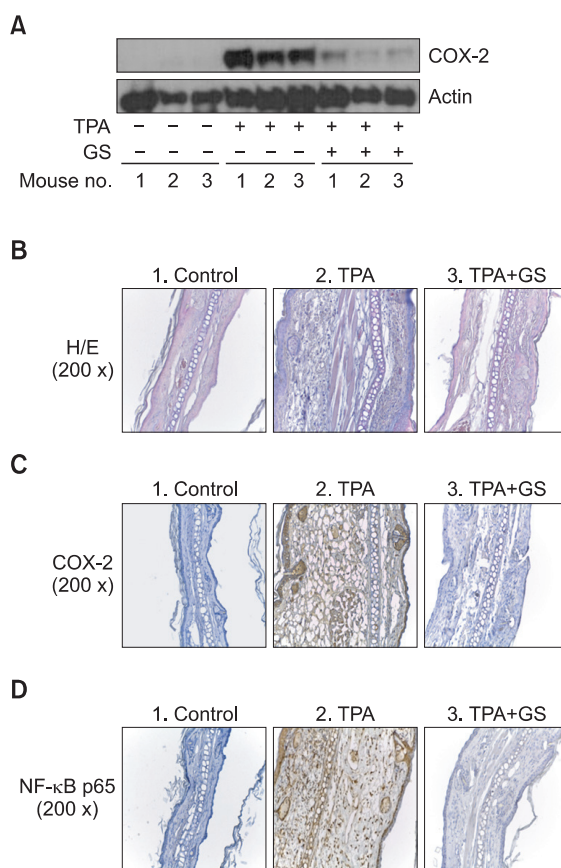 A
COX-2
Actin
TPA − − − + + + + + +
GS − − − − − − + + +
Mouse no. 1 2 3 1 2 3 1 2 3
B
1. Control 2. TPA 3. TPA+GS
H/E
(200 x)
C
1. Control 2. TPA 3. TPA+GS
COX-2
(200 x)
D
1. Control 2. TPA 3. TPA+GS
NF-κB p65
(200 x)